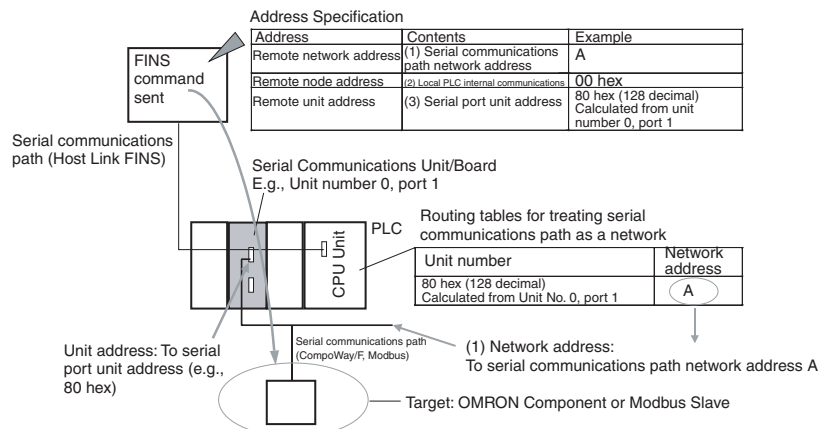 Address Specification
Address Contents Example
Remote network address (1) Serial communications path network address A
Remote node address (2) Local PLC internal communications 00 hex
Remote unit address (3) Serial port unit address 80 hex (128 decimal)
Calculated from unit
number 0, port 1
FINS
command
sent
Serial communications
path (Host Link FINS)
Serial Communications Unit/Board
E.g., Unit number 0, port 1
PLC
CPU Unit
Routing tables for treating serial
communications path as a network
Unit number Network address
80 hex (128 decimal)
Calculated from Unit No. 0, port 1 A
Unit address: To serial
port unit address (e.g.,
80 hex)
Serial communications path
(CompoWay/F, Modbus)
(1) Network address:
To serial communications path network address A
Target: OMRON Component or Modbus Slave